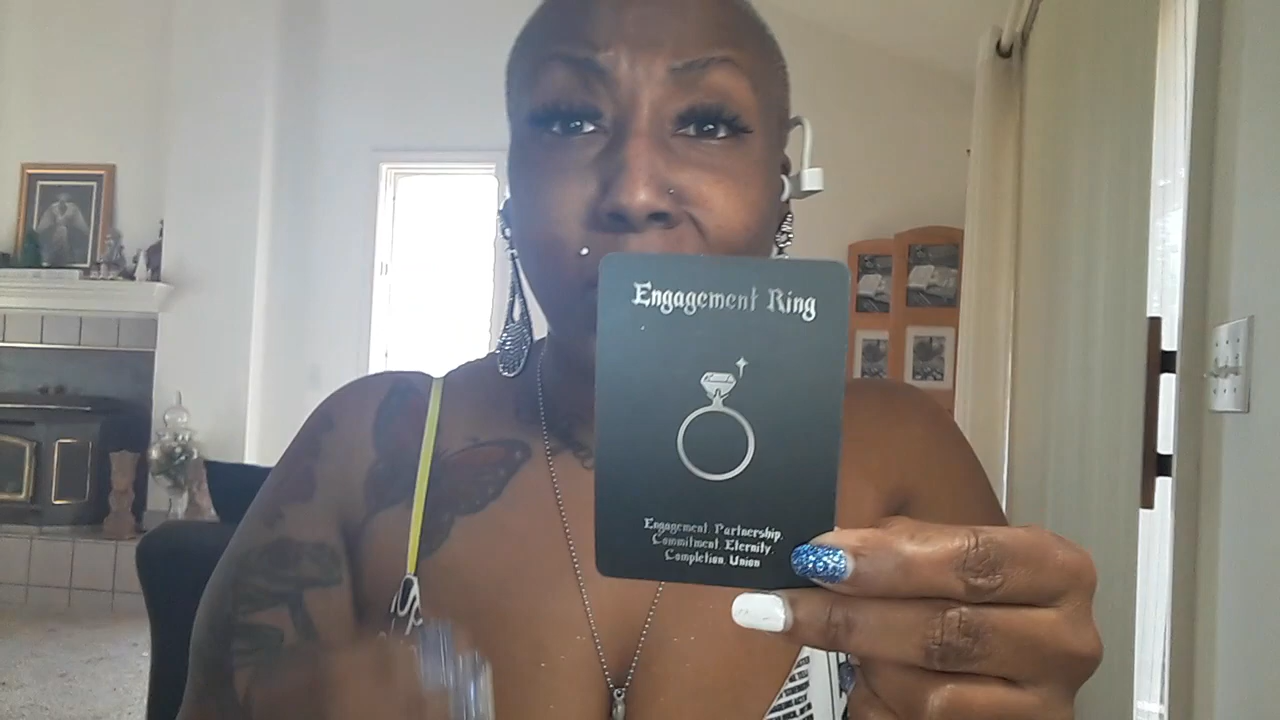 Engagement Ring
Engagement, Partnership,
Commitment, Eternity,
Completion, Union